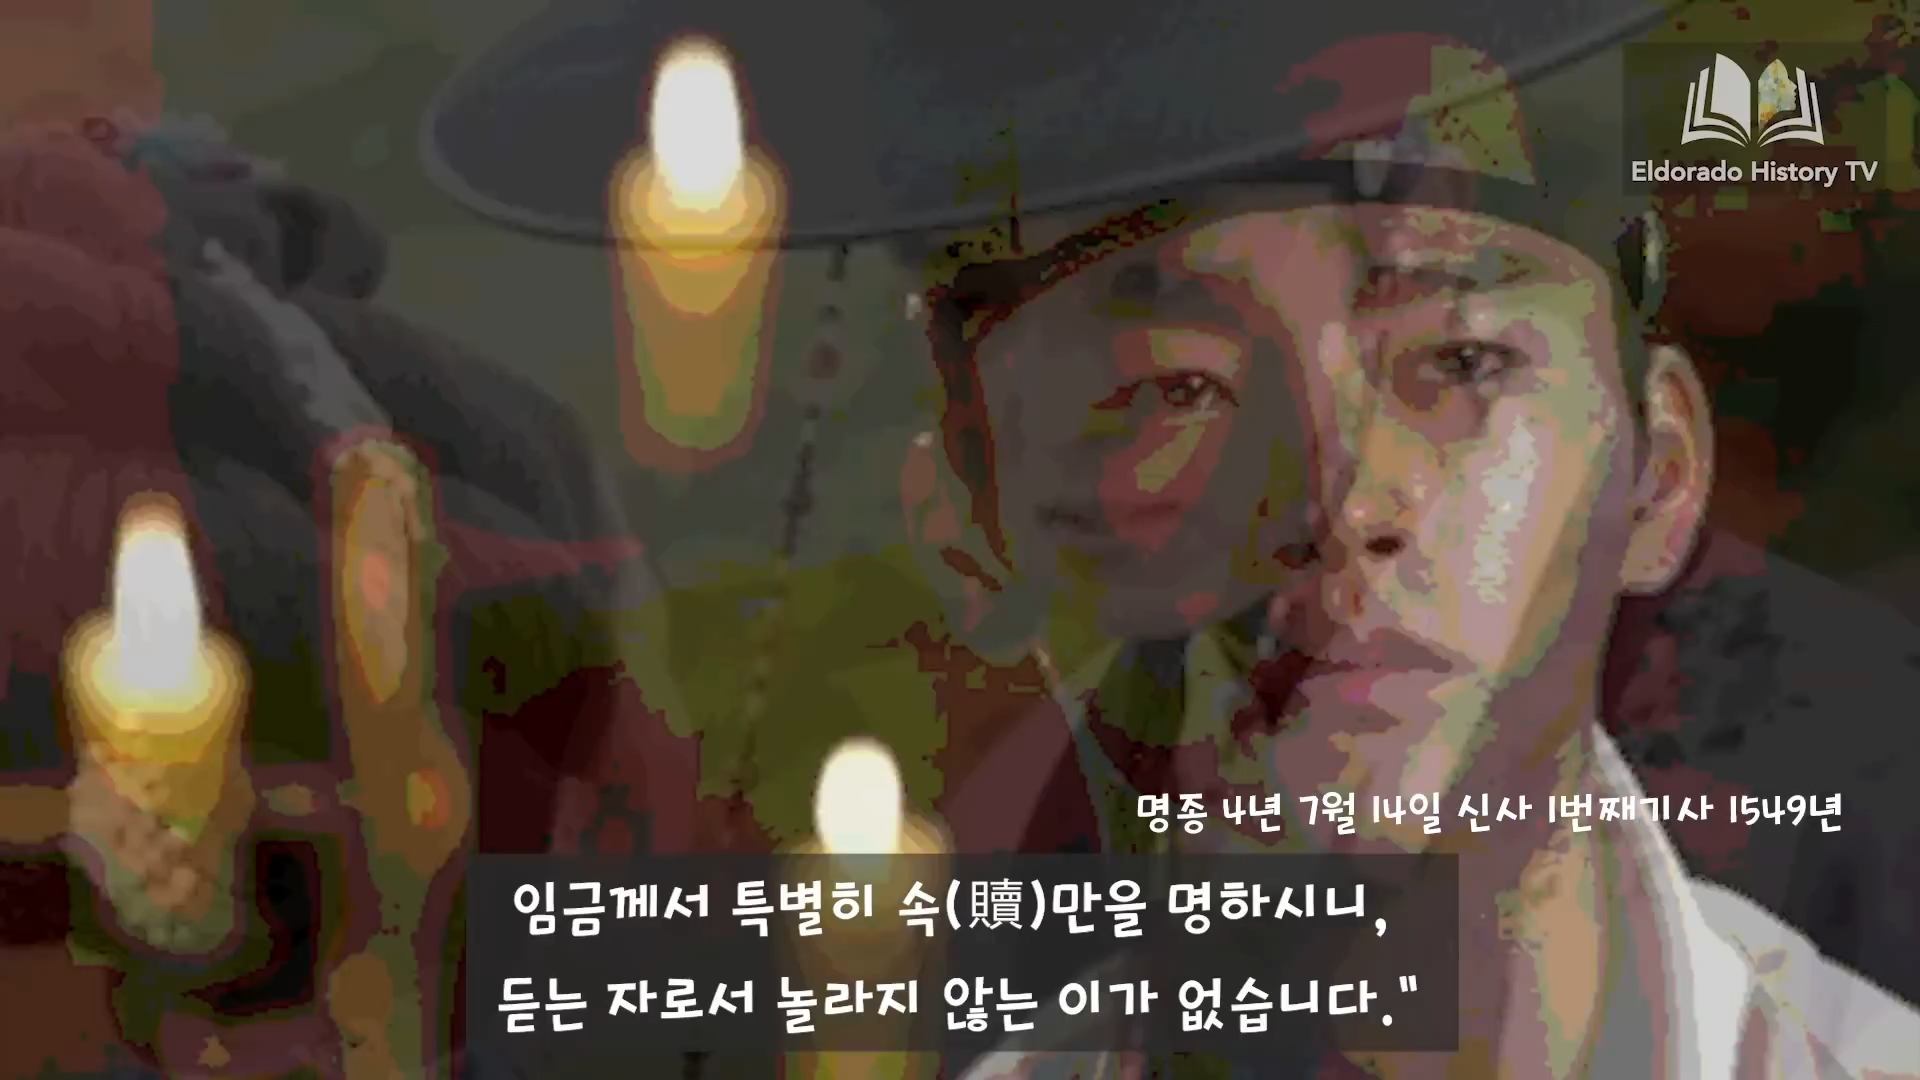 Eldorado History TV
명종 4년 7월 14일 신사 1번째기사 1549년
임금께서 특별히 속(贖)만을 명하시니,
듣는 자로서 놀라지 않는 이가 없습니다."